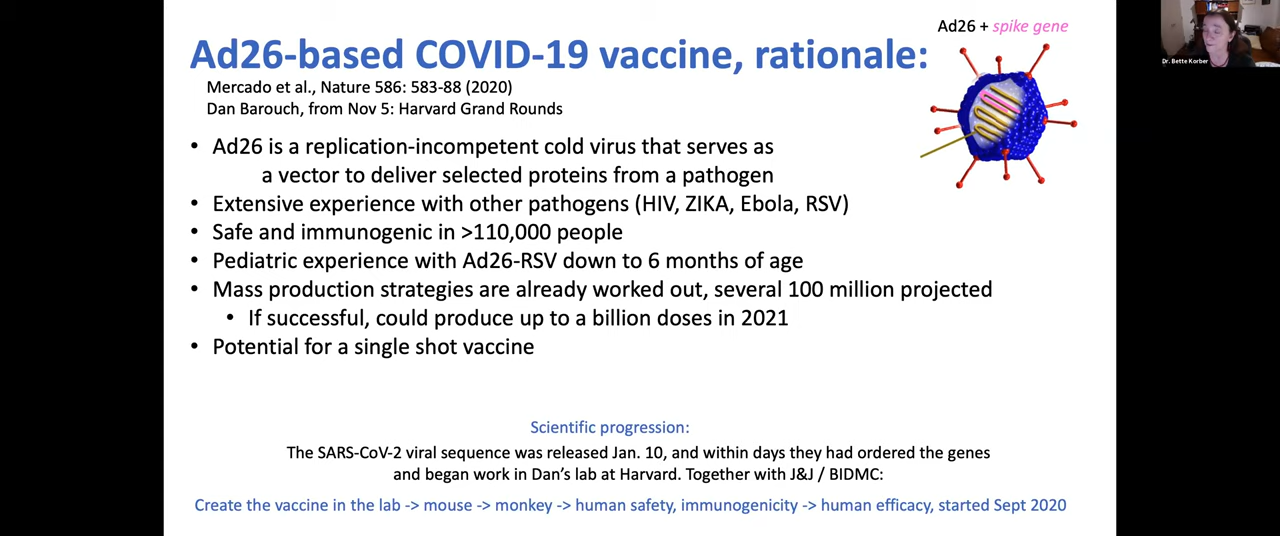 Ad26 + spike gene
Dr. Bette Korber
Ad26-based COVID-19 vaccine, rationale:
Mercado et al., Nature 586: 583-88 (2020)
Dan Barouch, from Nov 5: Harvard Grand Rounds
• Ad26 is a replication-incompetent cold virus that serves as
a vector to deliver selected proteins from a pathogen
• Extensive experience with other pathogens (HIV, ZIKA, Ebola, RSV)
• Safe and immunogenic in >110,000 people
• Pediatric experience with Ad26-RSV down to 6 months of age
• Mass production strategies are already worked out, several 100 million projected
• If successful, could produce up to a billion doses in 2021
• Potential for a single shot vaccine
Scientific progression:
The SARS-CoV-2 viral sequence was released Jan. 10, and within days they had ordered the genes
and began work in Dan's lab at Harvard. Together with J&J / BIDMC:
Create the vaccine in the lab -> mouse -> monkey -> human safety, immunogenicity -> human efficacy, started Sept 2020